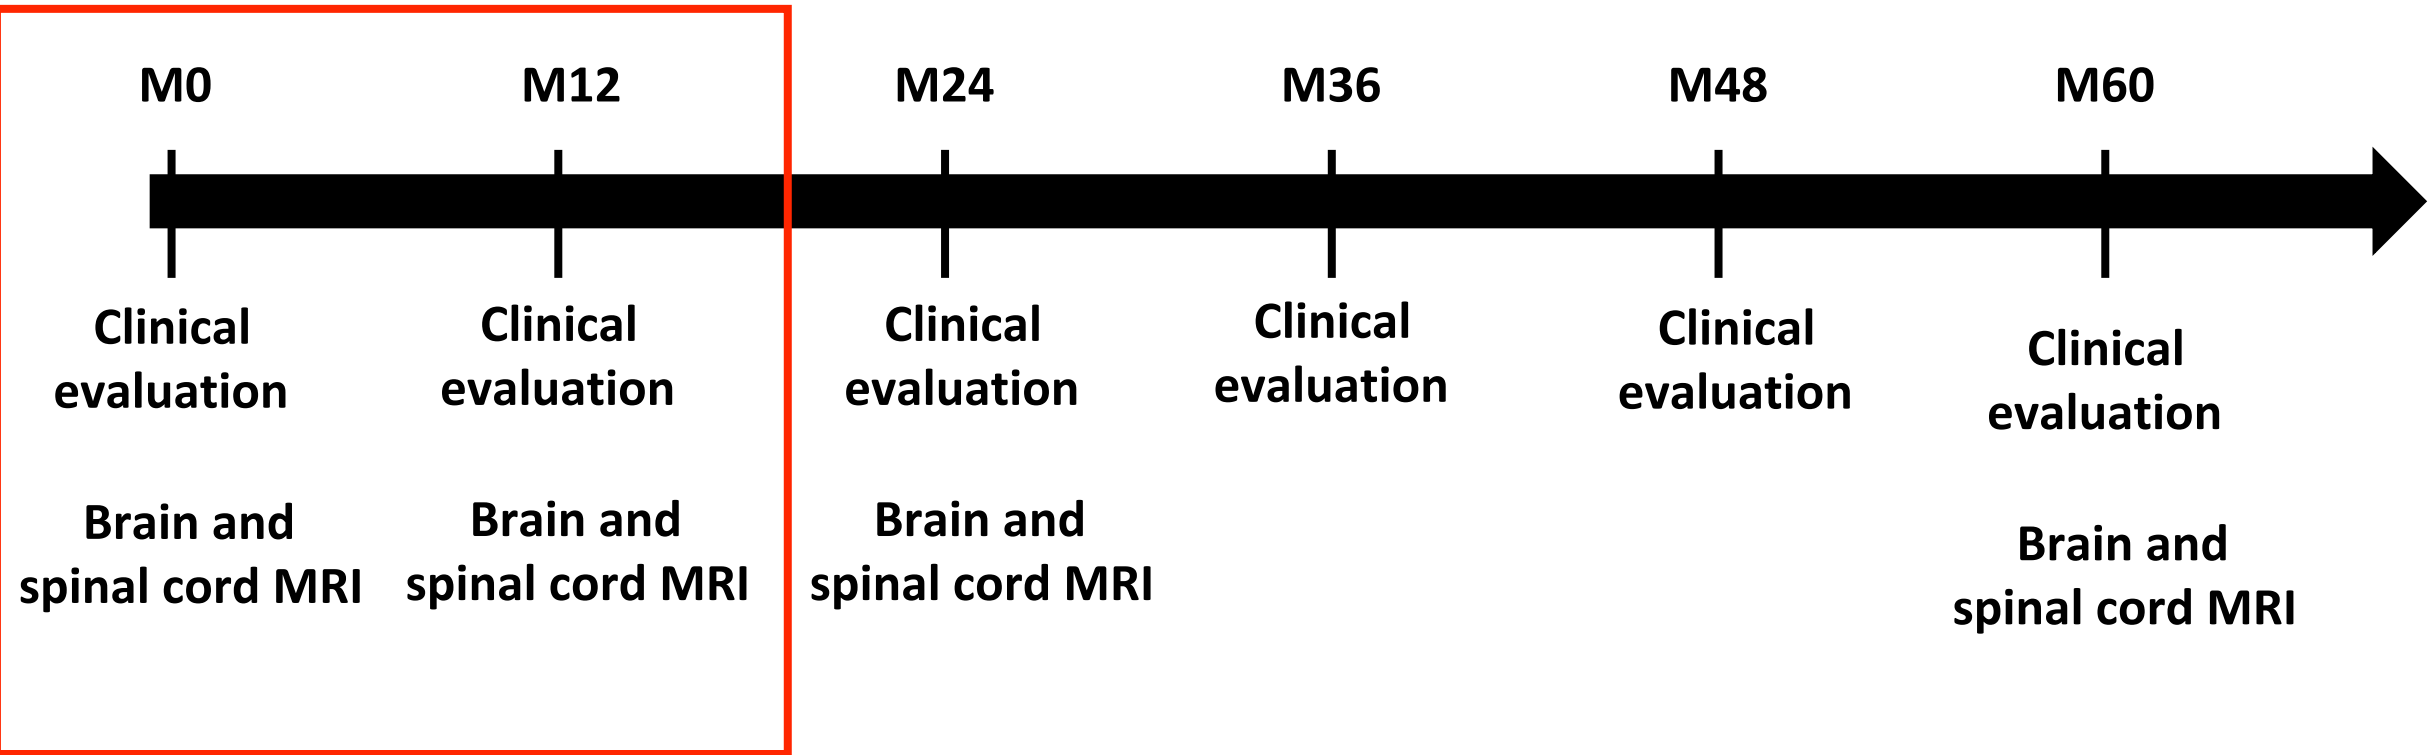 M0
M12
M24
M36
M48
M60
Clinical
evaluation
Clinical
evaluation
Clinical
evaluation
Clinical
evaluation
Clinical
evaluation
Clinical
evaluation
Brain and
spinal cord MRI
Brain and
spinal cord MRI
Brain and
spinal cord MRI
Brain and
spinal cord MRI